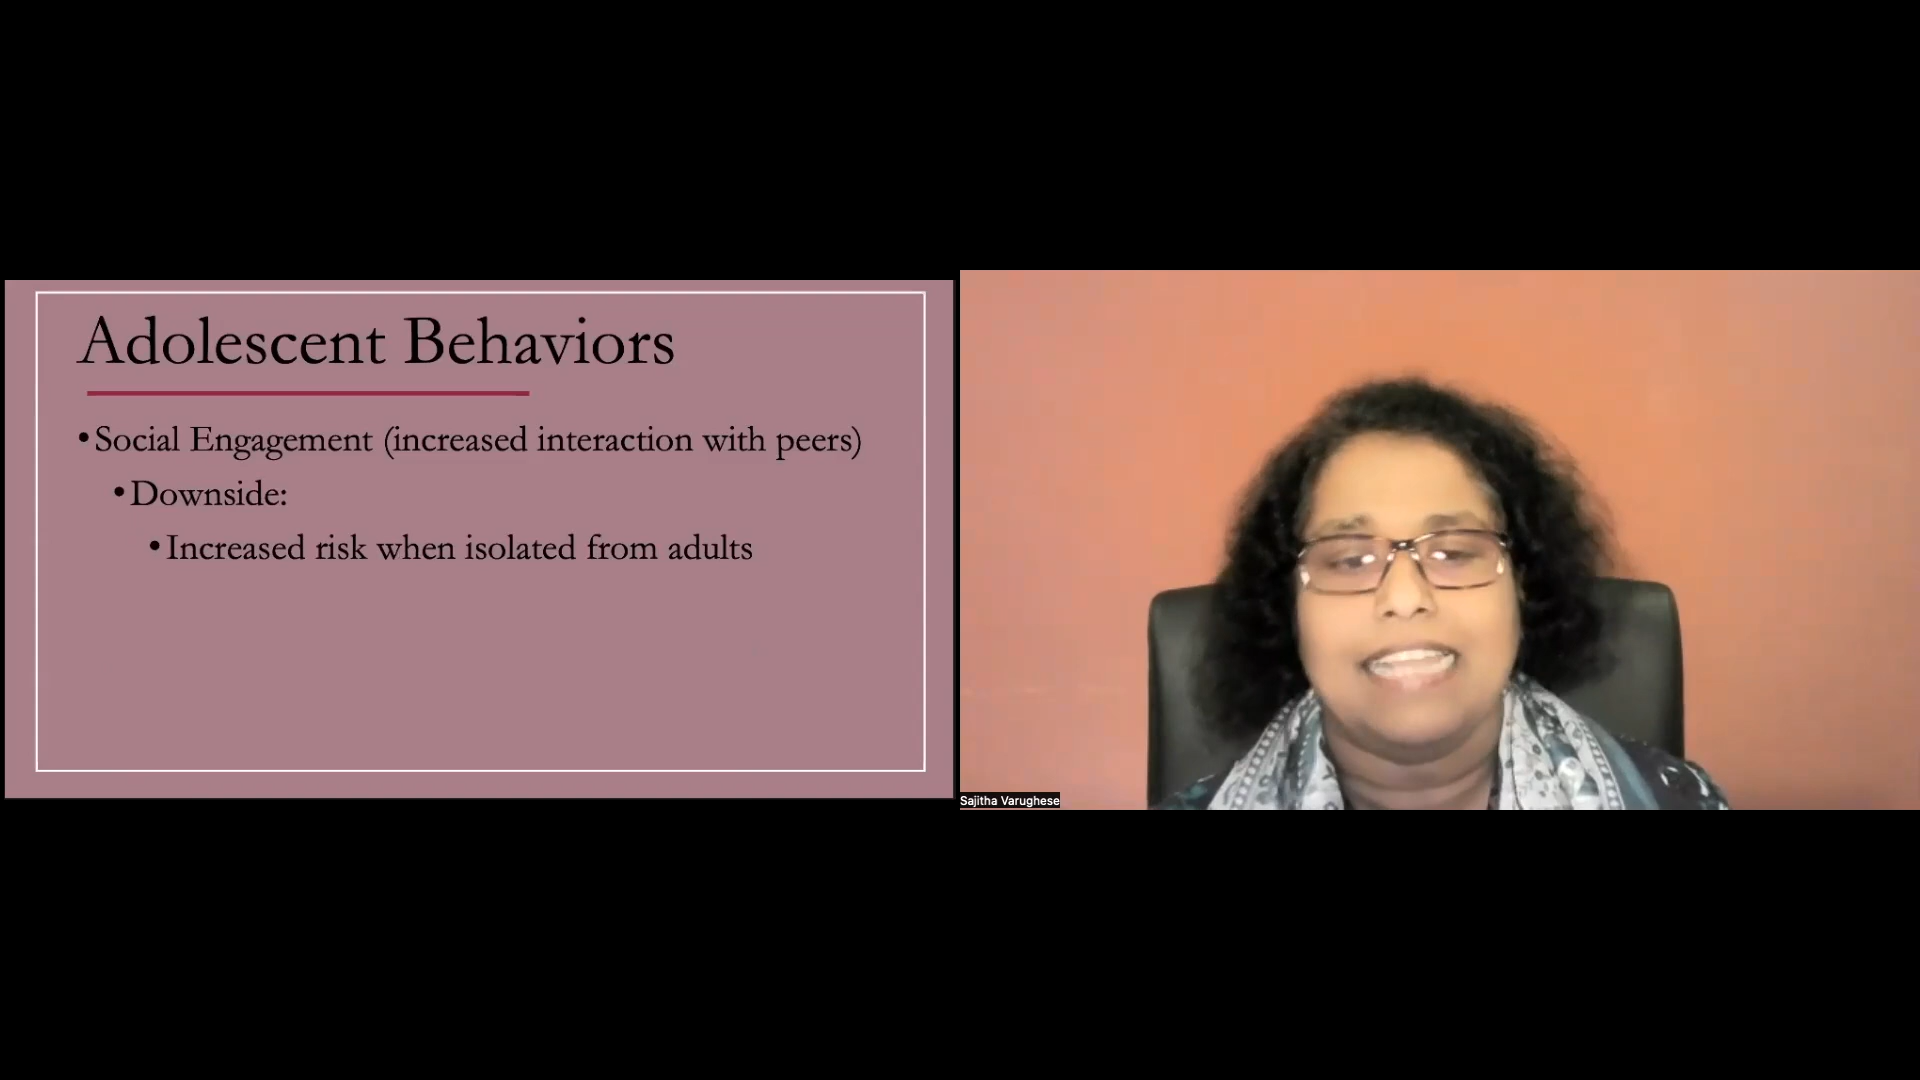 Adolescent Behaviors
•Social Engagement (increased interaction with peers)
•Downside:
•Increased risk when isolated from adults
Sajitha Varughese